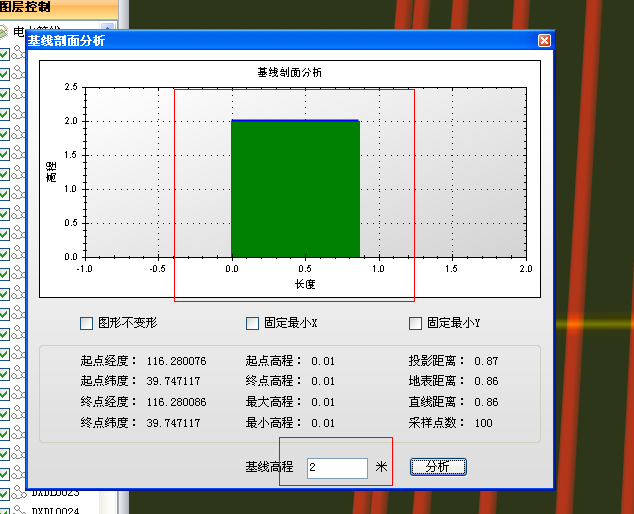 图层控制
基线剖面分析
基线剖面分析
2.5
2.0
1.5
1.0
0.5
0.0
高程
-1.0 -0.5 0.0 0.5 1.0 1.5 2.0
长度
图形不变形 固定最小X 固定最小Y
起点经度： 116.280076 起点高程： 0.01 投影距离： 0.87
起点纬度： 39.747117 终点高程： 0.01 地表距离： 0.86
终点经度： 116.280086 最大高程： 0.01 直线距离： 0.86
终点纬度： 39.747117 最小高程： 0.01 采样点数： 100
基线高程 2 米 分析
DXDL0024